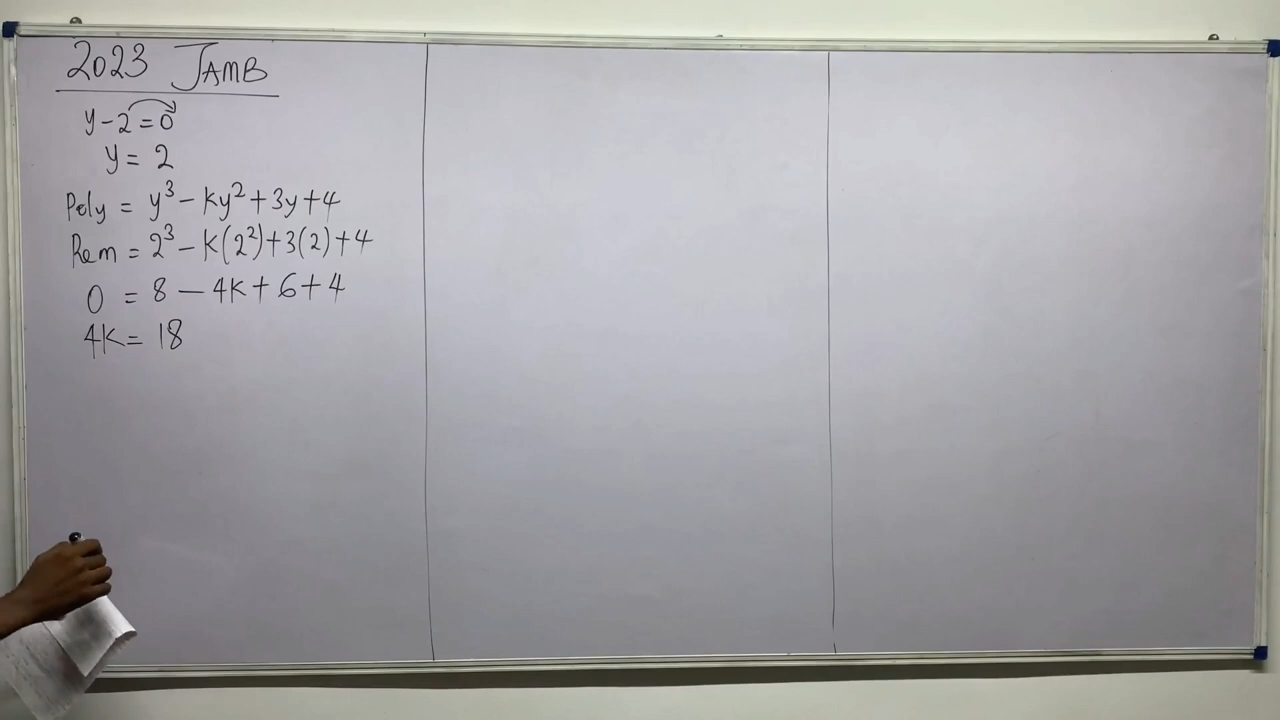 2023 JAMB
y-2=0
y = 2
Poly = y³ - ky² + 3y + 4
Rem = 2³ - k(2²) + 3(2) + 4
0 = 8 - 4k + 6 + 4
4k = 18